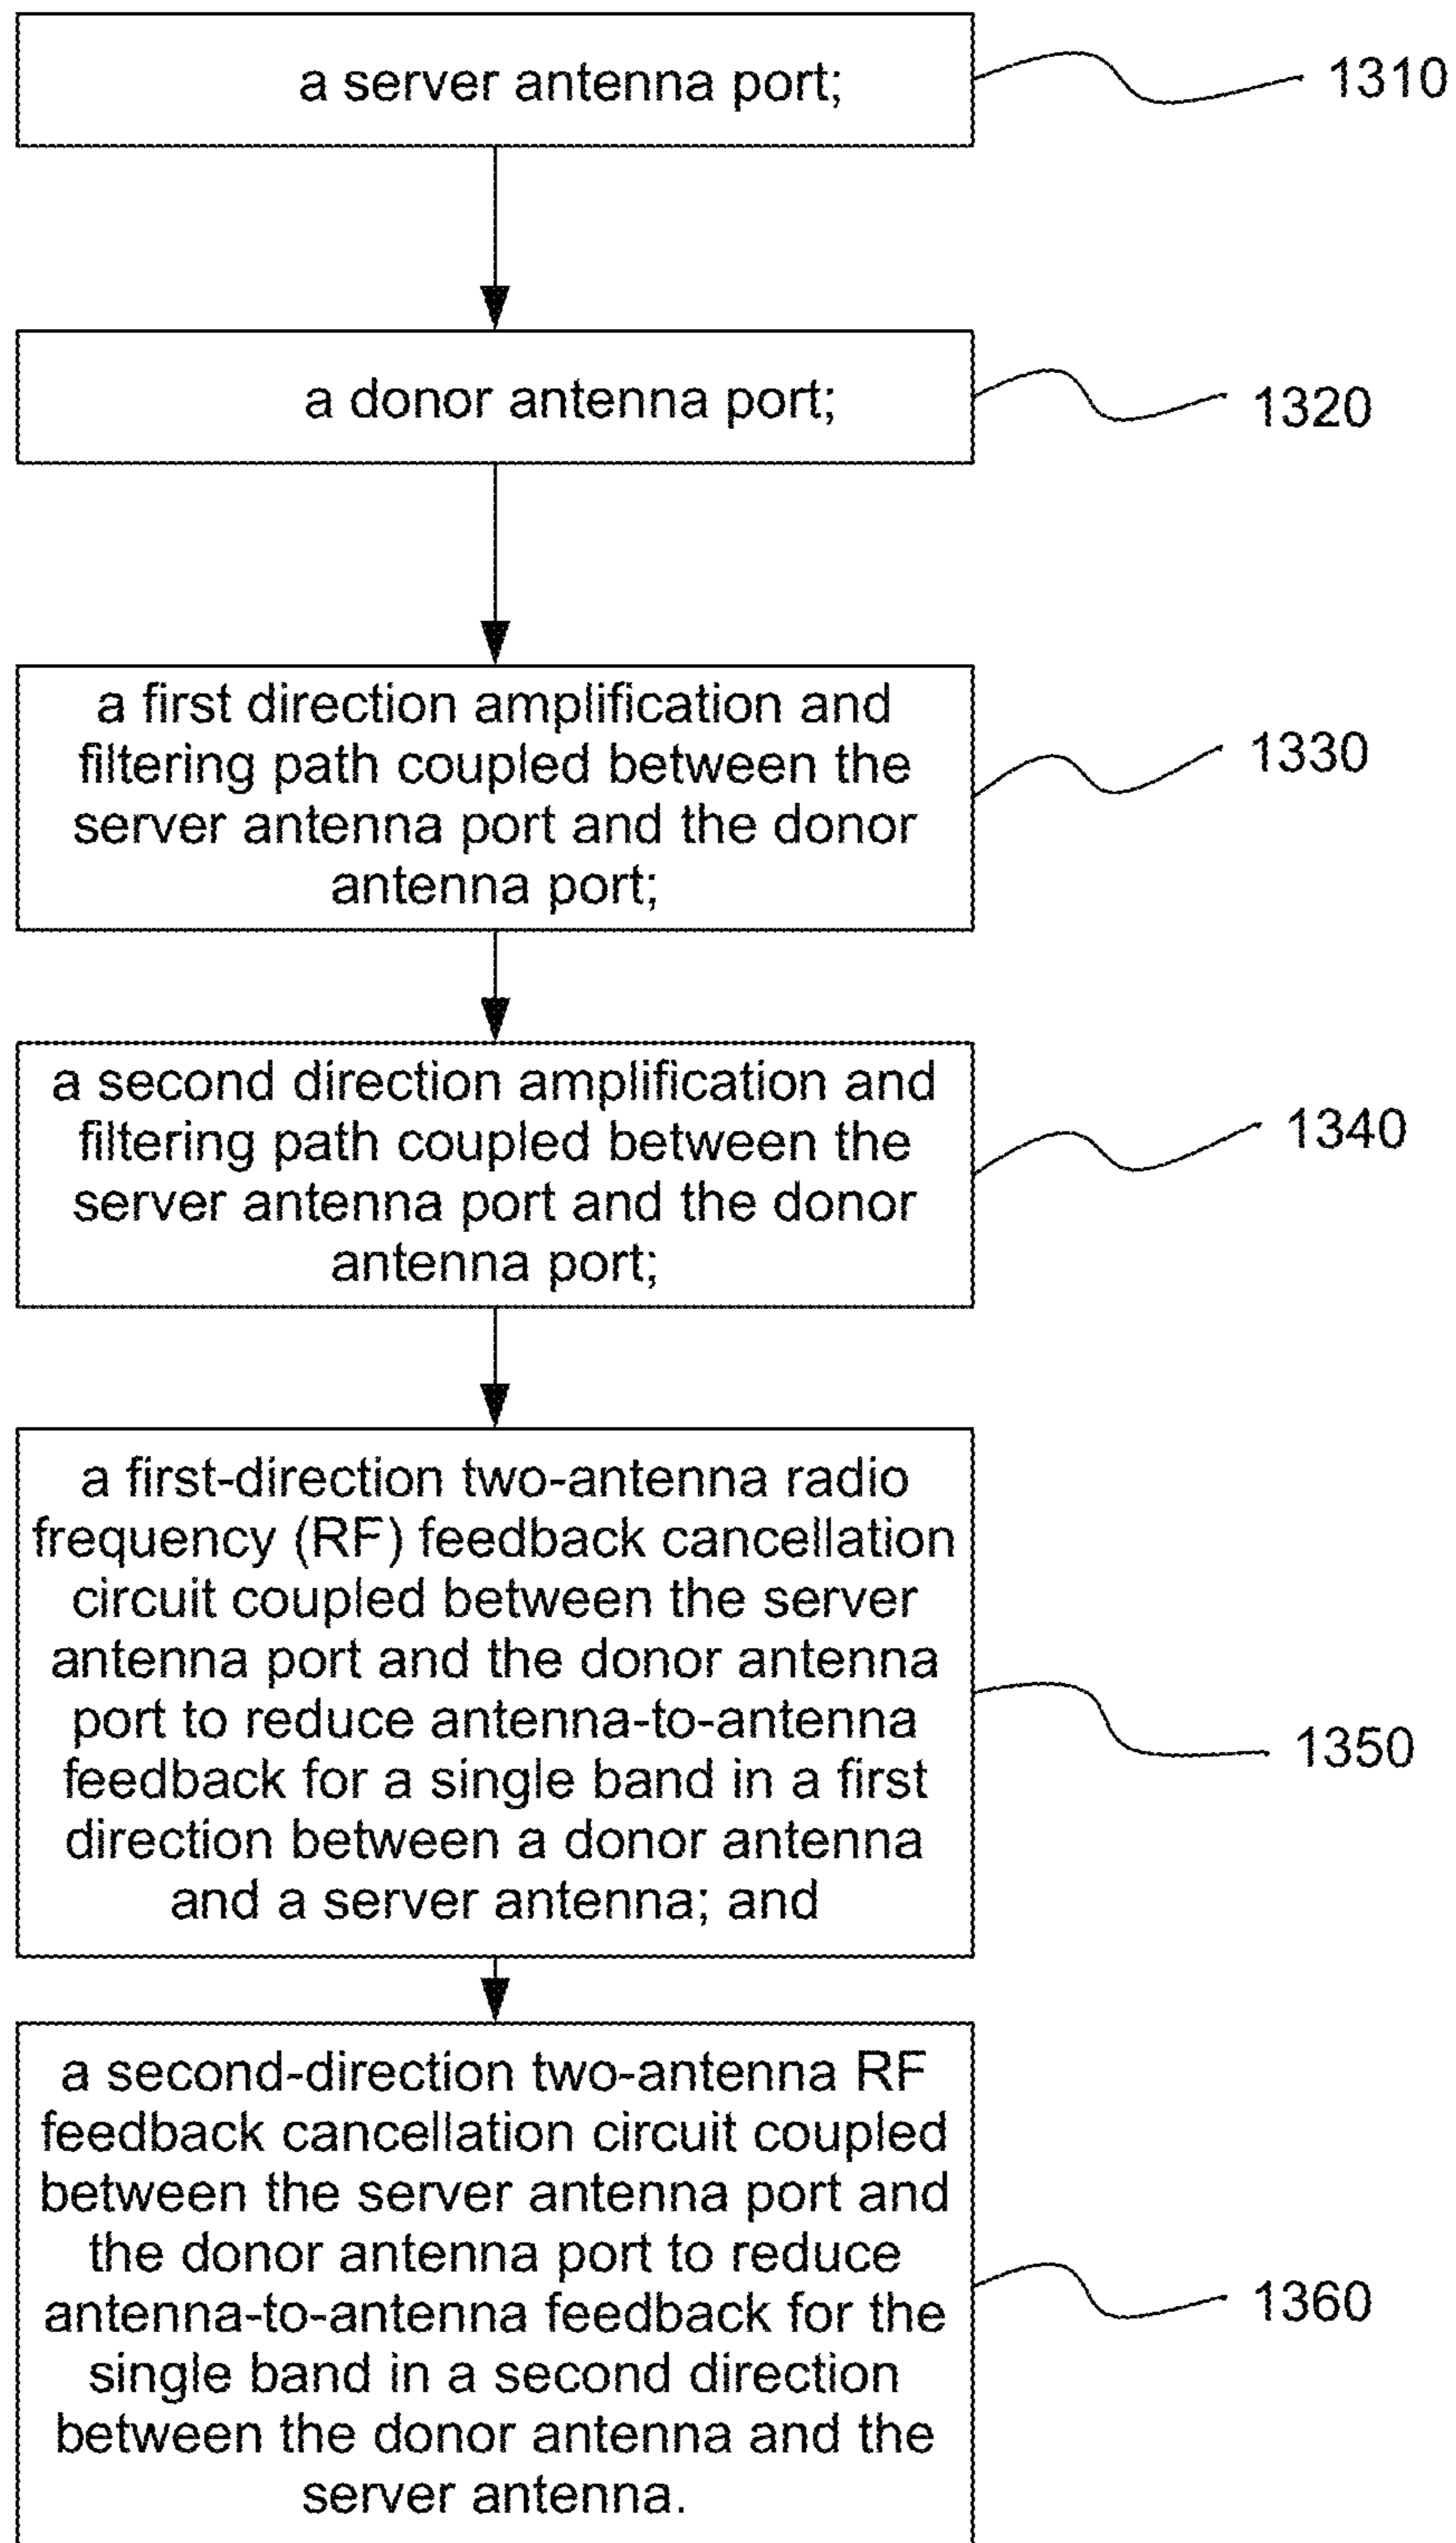 a server antenna port;
1310
a donor antenna port;
1320
a first direction amplification and
filtering path coupled between the
server antenna port and the donor
antenna port;
1330
a second direction amplification and
filtering path coupled between the
server antenna port and the donor
antenna port;
1340
a first-direction two-antenna radio
frequency (RF) feedback cancellation
circuit coupled between the server
antenna port and the donor antenna
port to reduce antenna-to-antenna
feedback for a single band in a first
direction between a donor antenna
and a server antenna; and
1350
a second-direction two-antenna RF
feedback cancellation circuit coupled
between the server antenna port and
the donor antenna port to reduce
antenna-to-antenna feedback for the
single band in a second direction
between the donor antenna and the
server antenna.
1360